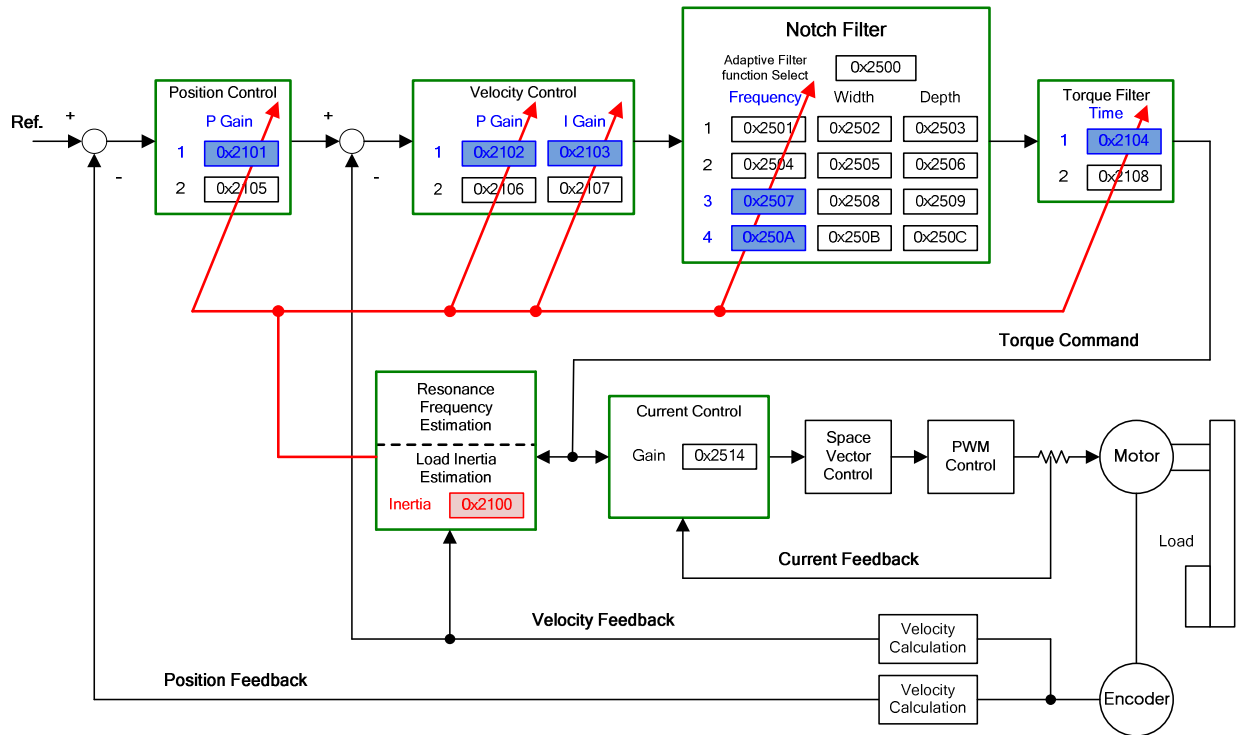 Notch Filter
Adaptive Filter
function Select
0x2500
Frequency Width Depth
1 0x2501 0x2502 0x2503
2 0x2504 0x2505 0x2506
3 0x2507 0x2508 0x2509
4 0x250A 0x250B 0x250C
Ref.
+
-
Position Control
P Gain
1 0x2101
2 0x2105
+
-
Velocity Control
P Gain I Gain
1 0x2102 0x2103
2 0x2106 0x2107
Torque Filter
Time
1 0x2104
2 0x2108
Torque Command
Resonance
Frequency
Estimation
Load Inertia
Estimation
Inertia 0x2100
Current Control
Gain 0x2514
Space
Vector
Control
PWM
Control
Motor
Load
Current Feedback
Velocity Feedback
Velocity
Calculation
Position Feedback
Velocity
Calculation
Encoder